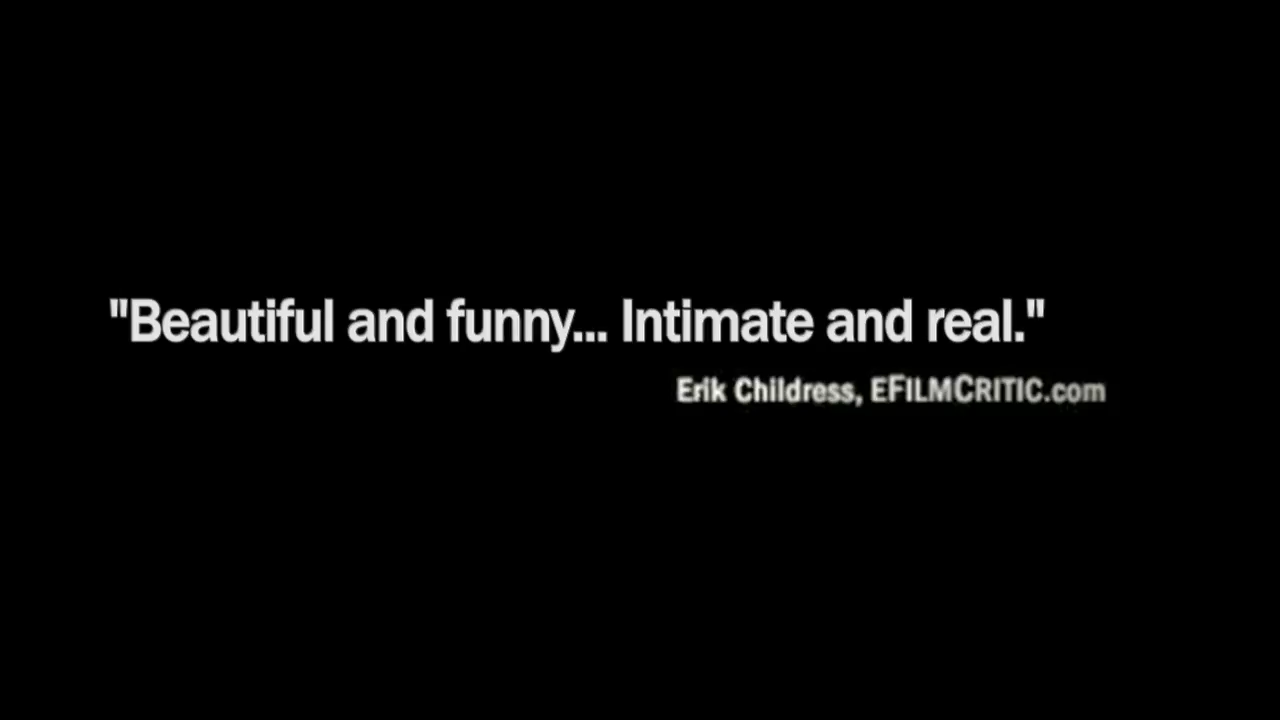 "Beautiful and funny... Intimate and real."
Erik Childress, EFILMCRITIC.com